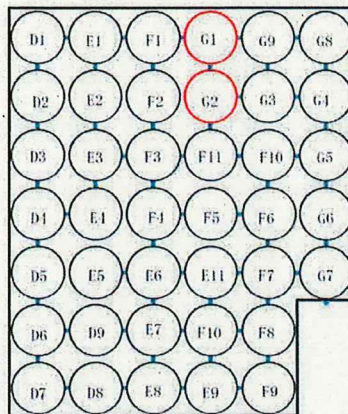 D1 E1 F1 G1 G9 G8
D2 E2 F2 G2 G3 G4
D3 E3 F3 F11 F10 G5
D4 E4 F4 F5 F6 G6
D5 E5 E6 E11 F7 G7
D6 D9 E7 F10 F8
D7 D8 E8 E9 F9